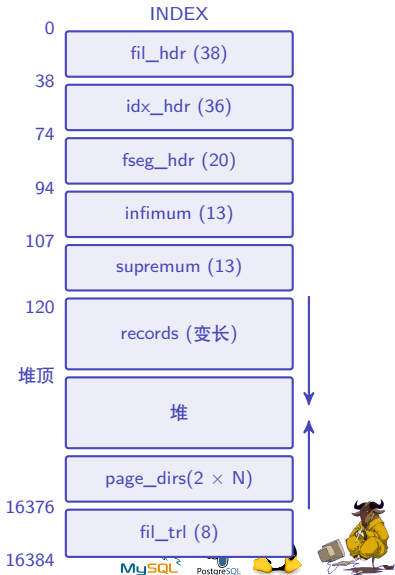 INDEX
0
fil_hdr (38)
38
idx_hdr (36)
74
fseg_hdr (20)
94
infimum (13)
107
supremum (13)
120
records (变长)
堆顶
堆
page_dirs(2 × N)
16376
fil_trl (8)
16384
MySQL
PostgreSQL